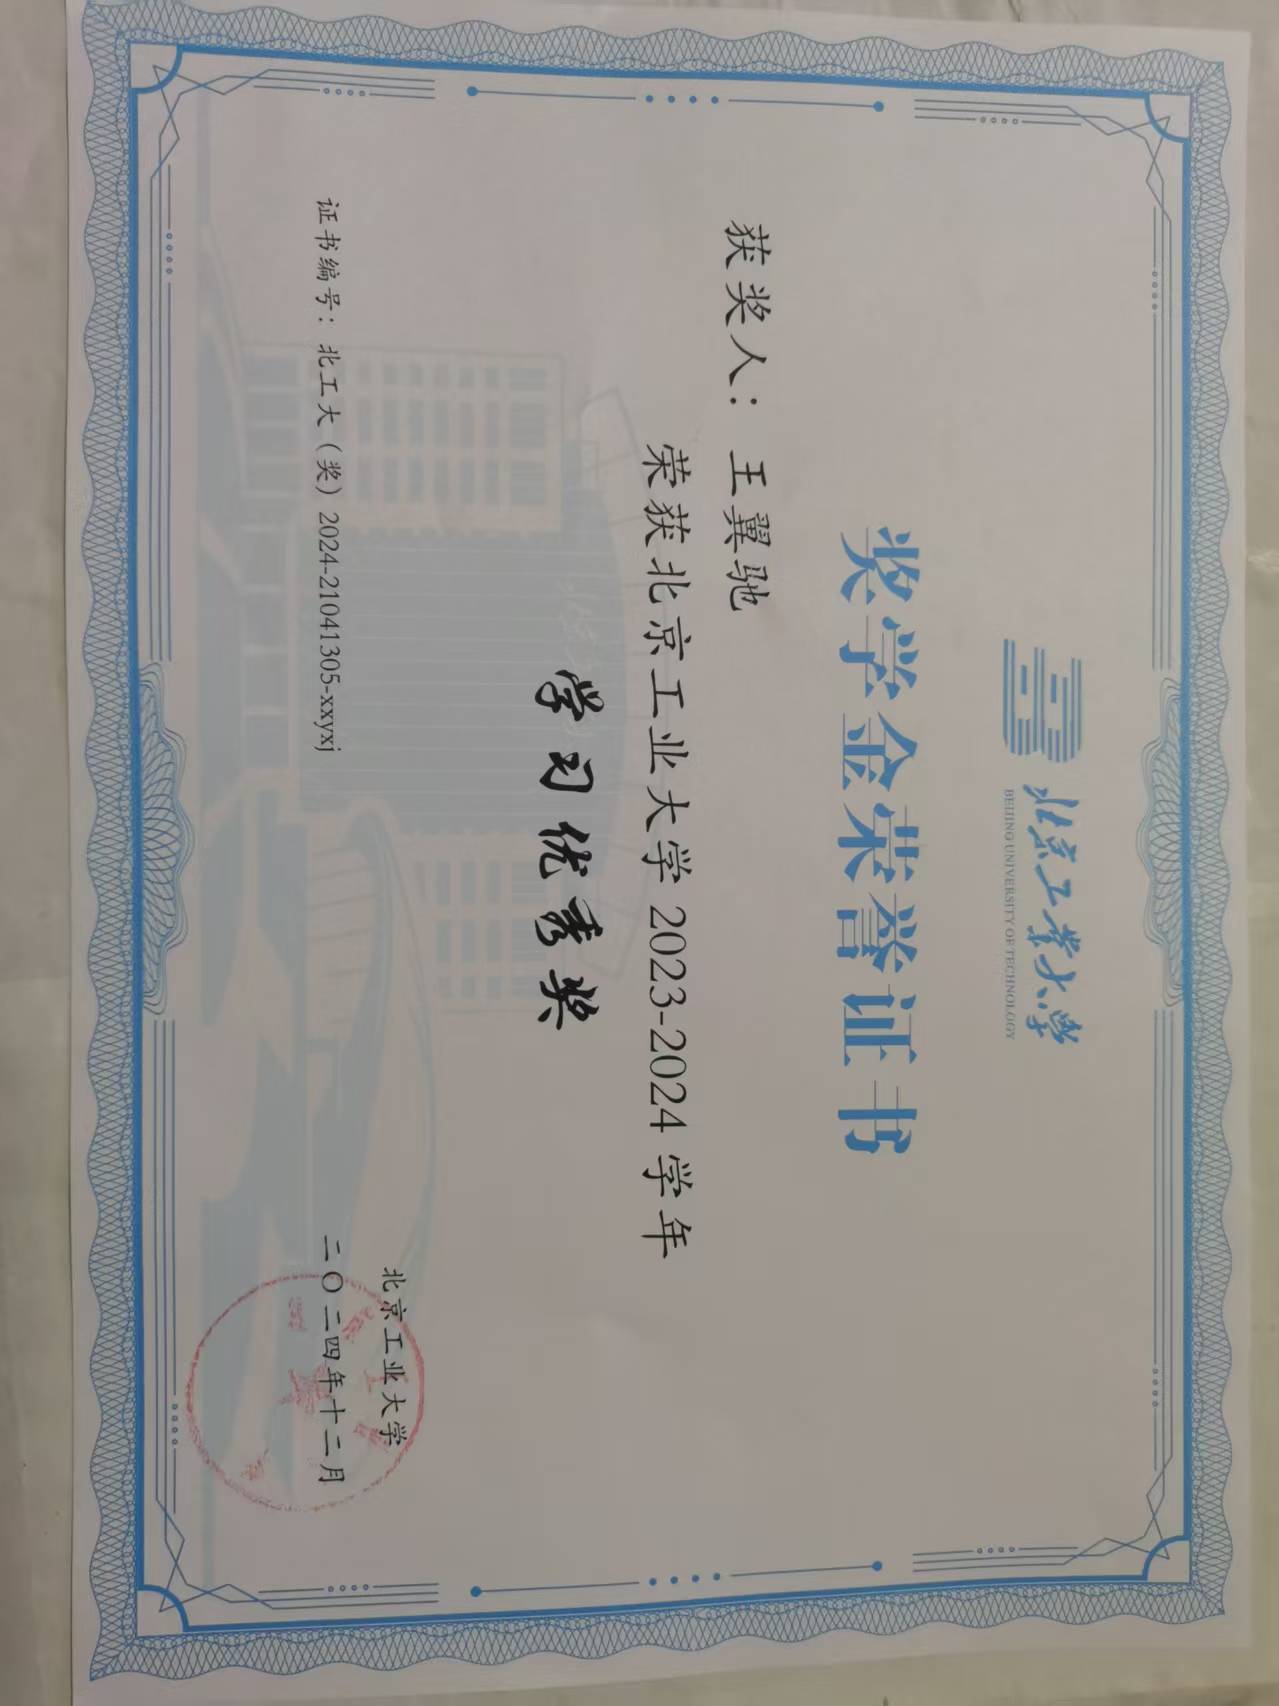 北京工業大學
BEIJING UNIVERSITY OF TECHNOLOGY
奖学金荣誉证书
获奖人：王翼驰
荣获北京工业大学 2023-2024 学年
学习优秀奖
北京工业大学
证书编号：北工大（奖）2024-21041305-xxyxj
二〇二四年十二月